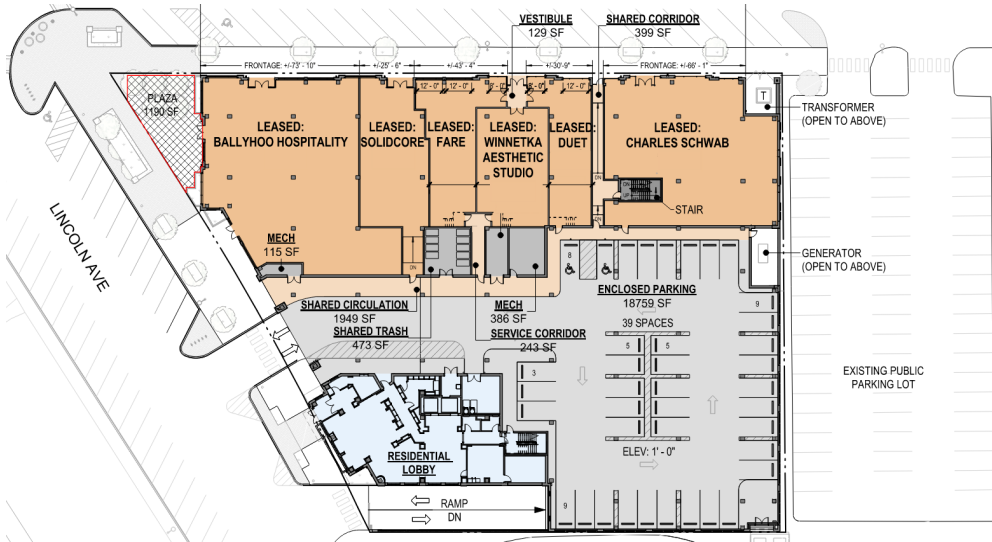 VESTIBULE
129 SF
SHARED CORRIDOR
399 SF
FRONTAGE: +/-73' - 10"
+/-25' - 6"
+/-43' - 4"
+/-30'-9"
FRONTAGE: +/-66' - 1"
12' - 0"
12' - 0"
12' - 0"
PLAZA
1190 SF
T
TRANSFORMER
(OPEN TO ABOVE)
LEASED:
BALLYHOO HOSPITALITY
LEASED:
SOLIDCORE
LEASED:
FARE
LEASED:
WINNETKA
AESTHETIC
STUDIO
LEASED:
DUET
LEASED:
CHARLES SCHWAB
DN
DN
UP
STAIR
DN
LINCOLN AVE
MECH
115 SF
DN
GENERATOR
(OPEN TO ABOVE)
8
SHARED CIRCULATION
1949 SF
SHARED TRASH
473 SF
MECH
386 SF
SERVICE CORRIDOR
243 SF
ENCLOSED PARKING
18759 SF
39 SPACES
9
5
5
3
EXISTING PUBLIC
PARKING LOT
ELEV: 1' - 0"
RESIDENTIAL
LOBBY
RAMP
DN
9